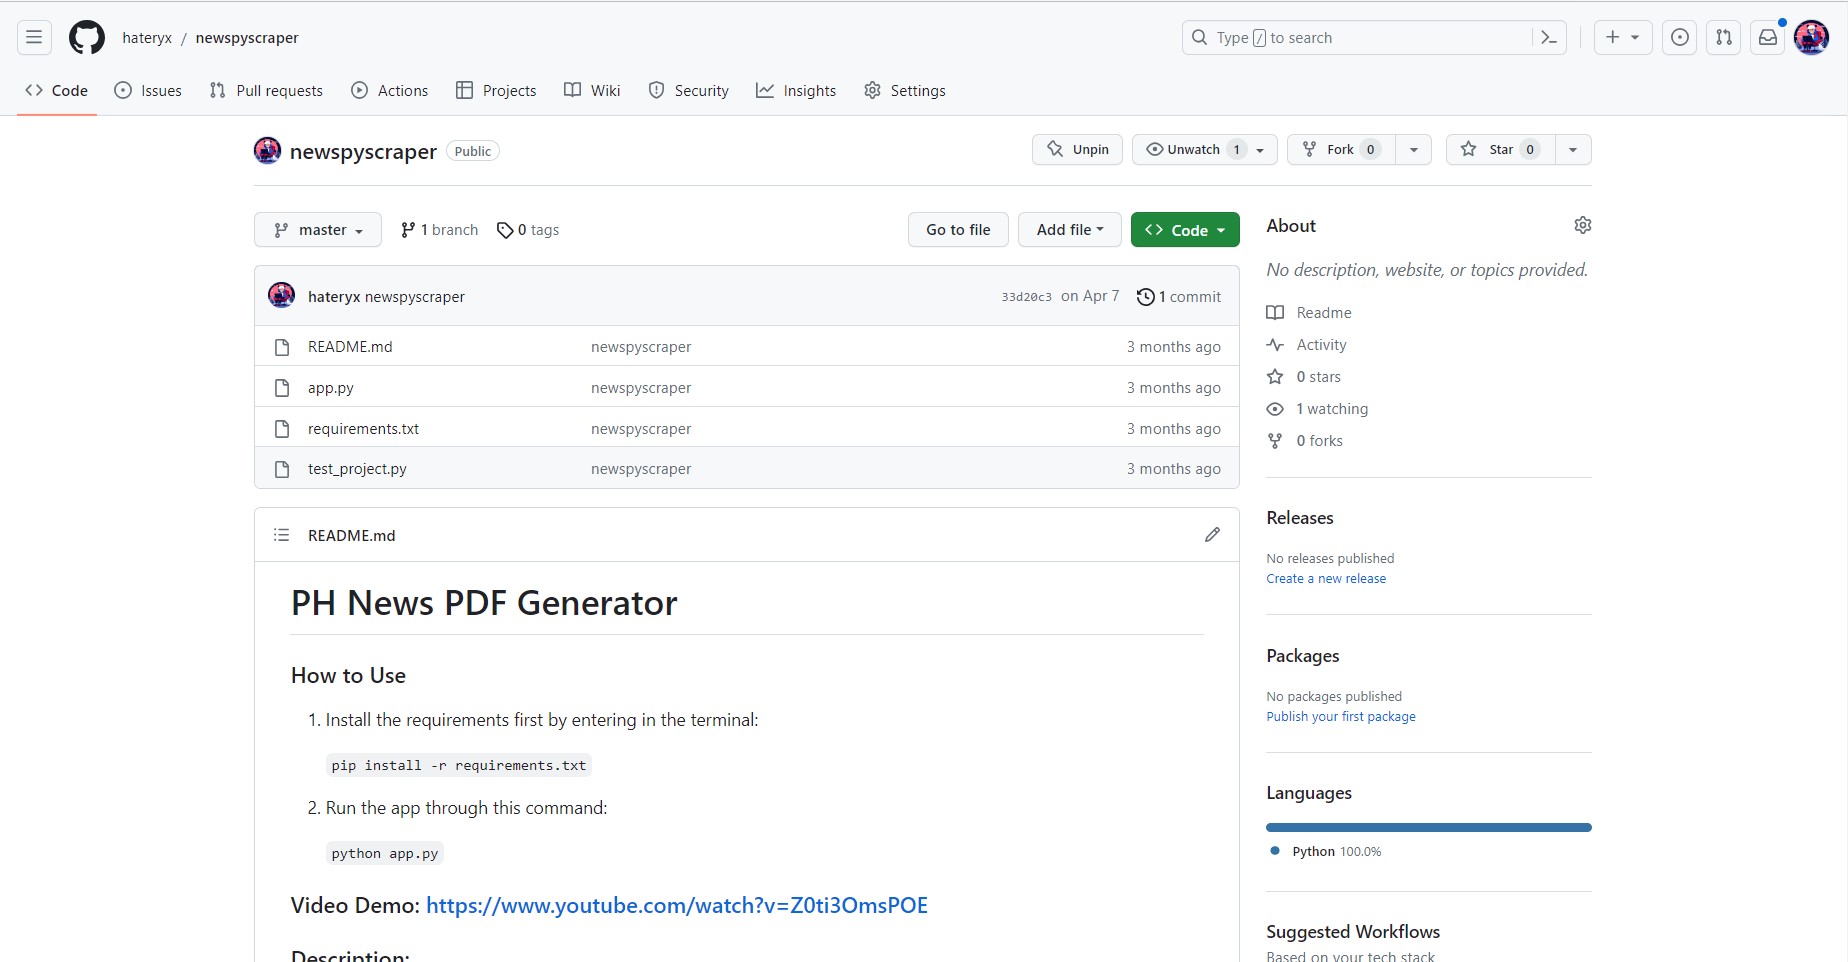 hateryx / newspyscraper
Type / to search
Code Issues Pull requests Actions Projects Wiki Security Insights Settings
newspyscraper Public
Unpin Unwatch 1 Fork 0 Star 0
master 1 branch 0 tags
Go to file Add file Code
hateryx newspyscraper 33d20c3 on Apr 7 1 commit
README.md newspyscraper 3 months ago
app.py newspyscraper 3 months ago
requirements.txt newspyscraper 3 months ago
test_project.py newspyscraper 3 months ago
README.md
PH News PDF Generator
How to Use
1. Install the requirements first by entering in the terminal:
pip install -r requirements.txt
2. Run the app through this command:
python app.py
Video Demo: https://www.youtube.com/watch?v=Z0ti3OmsPOE
Description:
About
No description, website, or topics provided.
Readme
Activity
0 stars
1 watching
0 forks
Releases
No releases published
Create a new release
Packages
No packages published
Publish your first package
Languages
Python 100.0%
Suggested Workflows
Based on your tech stack